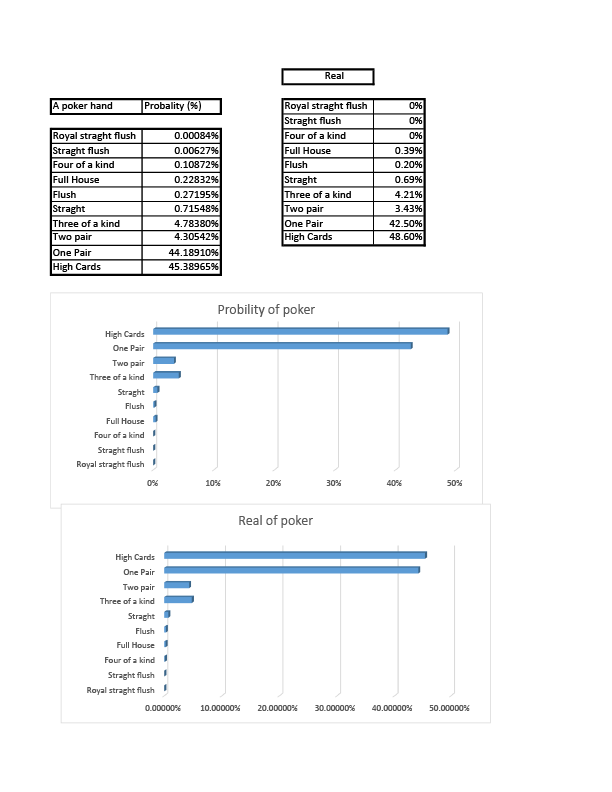 Real
A poker hand Probality (%)
Royal straght flush 0.00084%
Straght flush 0.00627%
Four of a kind 0.10872%
Full House 0.22832%
Flush 0.27195%
Straght 0.71548%
Three of a kind 4.78380%
Two pair 4.30542%
One Pair 44.18910%
High Cards 45.38965%
Royal straght flush 0%
Straght flush 0%
Four of a kind 0%
Full House 0.39%
Flush 0.20%
Straght 0.69%
Three of a kind 4.21%
Two pair 3.43%
One Pair 42.50%
High Cards 48.60%
Probility of poker
High Cards
One Pair
Two pair
Three of a kind
Straght
Flush
Full House
Four of a kind
Straght flush
Royal straght flush
0% 10% 20% 30% 40% 50%
Real of poker
High Cards
One Pair
Two pair
Three of a kind
Straght
Flush
Full House
Four of a kind
Straght flush
Royal straght flush
0.00000% 10.00000% 20.00000% 30.00000% 40.00000% 50.00000%